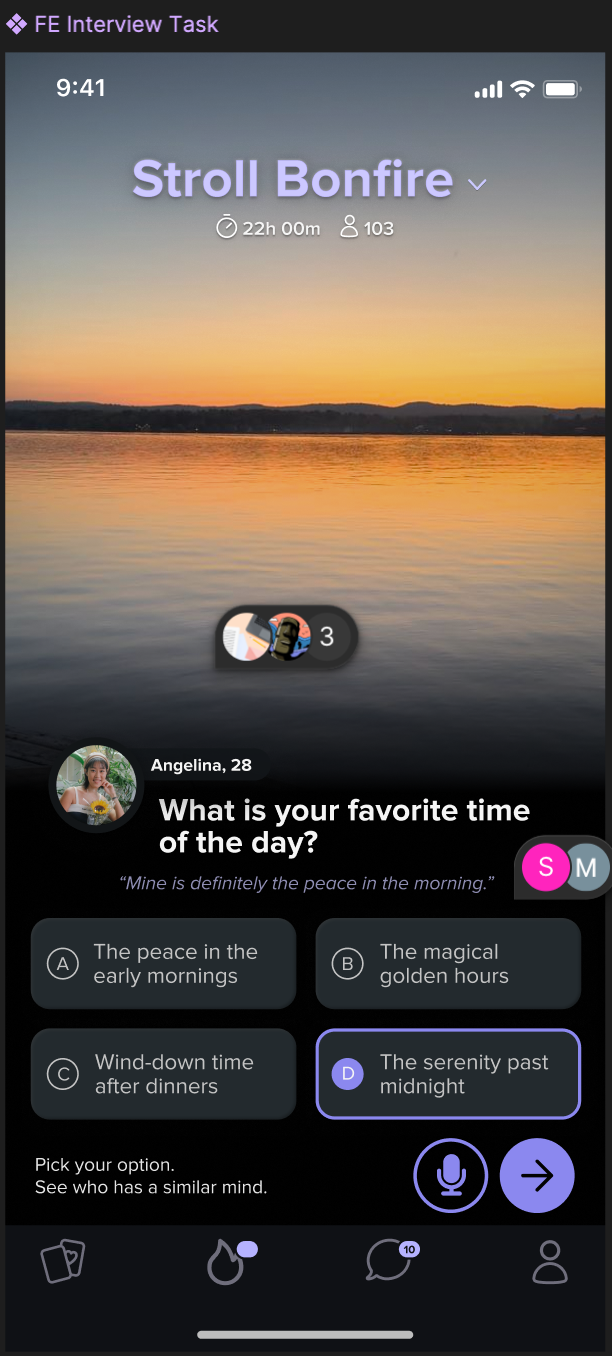 FE Interview Task
9:41
Stroll Bonfire
22h 00m 103
3
Angelina, 28
What is your favorite time
of the day?
S M
“Mine is definitely the peace in the morning.”
A The peace in the
early mornings
B The magical
golden hours
C Wind-down time
after dinners
D The serenity past
midnight
Pick your option.
See who has a similar mind.
10